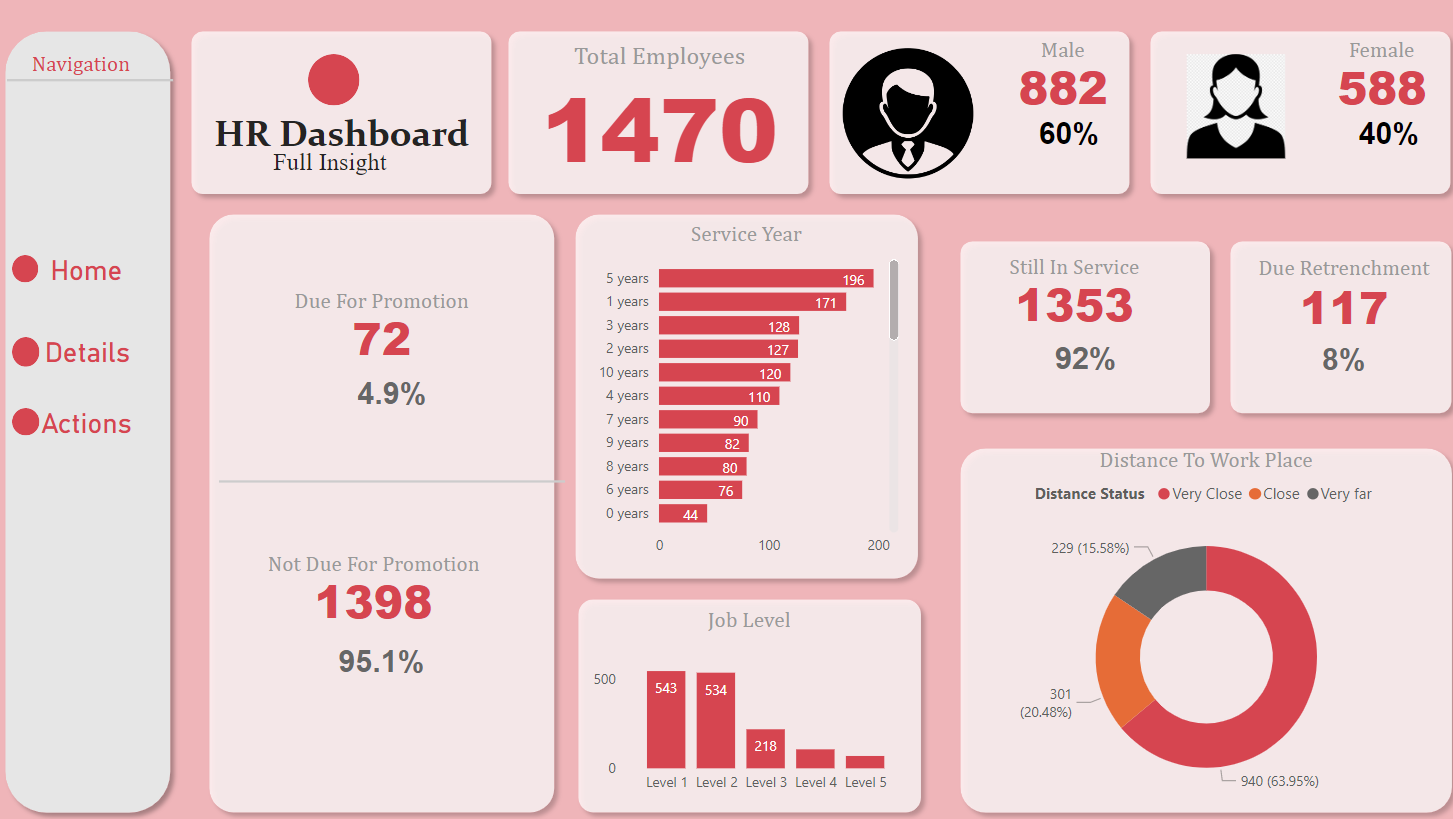 Navigation
Home
Details
Actions
HR Dashboard
Full Insight
Total Employees
1470
Male
882
60%
Female
588
40%
Due For Promotion
72
4.9%
Not Due For Promotion
1398
95.1%
Service Year
5 years 196
1 years 171
3 years 128
2 years 127
10 years 120
4 years 110
7 years 90
9 years 82
8 years 80
6 years 76
0 years 44
0 100 200
Job Level
500
0
543 534 218
Level 1 Level 2 Level 3 Level 4 Level 5
Still In Service
1353
92%
Due Retrenchment
117
8%
Distance To Work Place
Distance Status Very Close Close Very far
229 (15.58%)
301
(20.48%)
940 (63.95%)